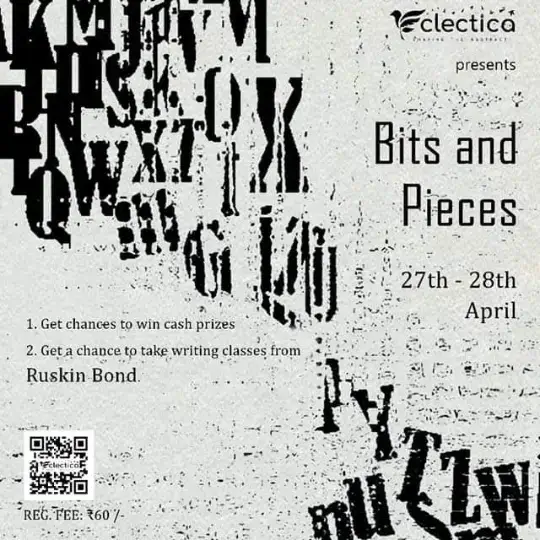 Eclectica
presents
Bits and
Pieces
27th - 28th
April
1. Get chances to win cash prizes
2. Get a chance to take writing classes from
Ruskin Bond.
Eclectica
REG. FEE: ₹60 /-